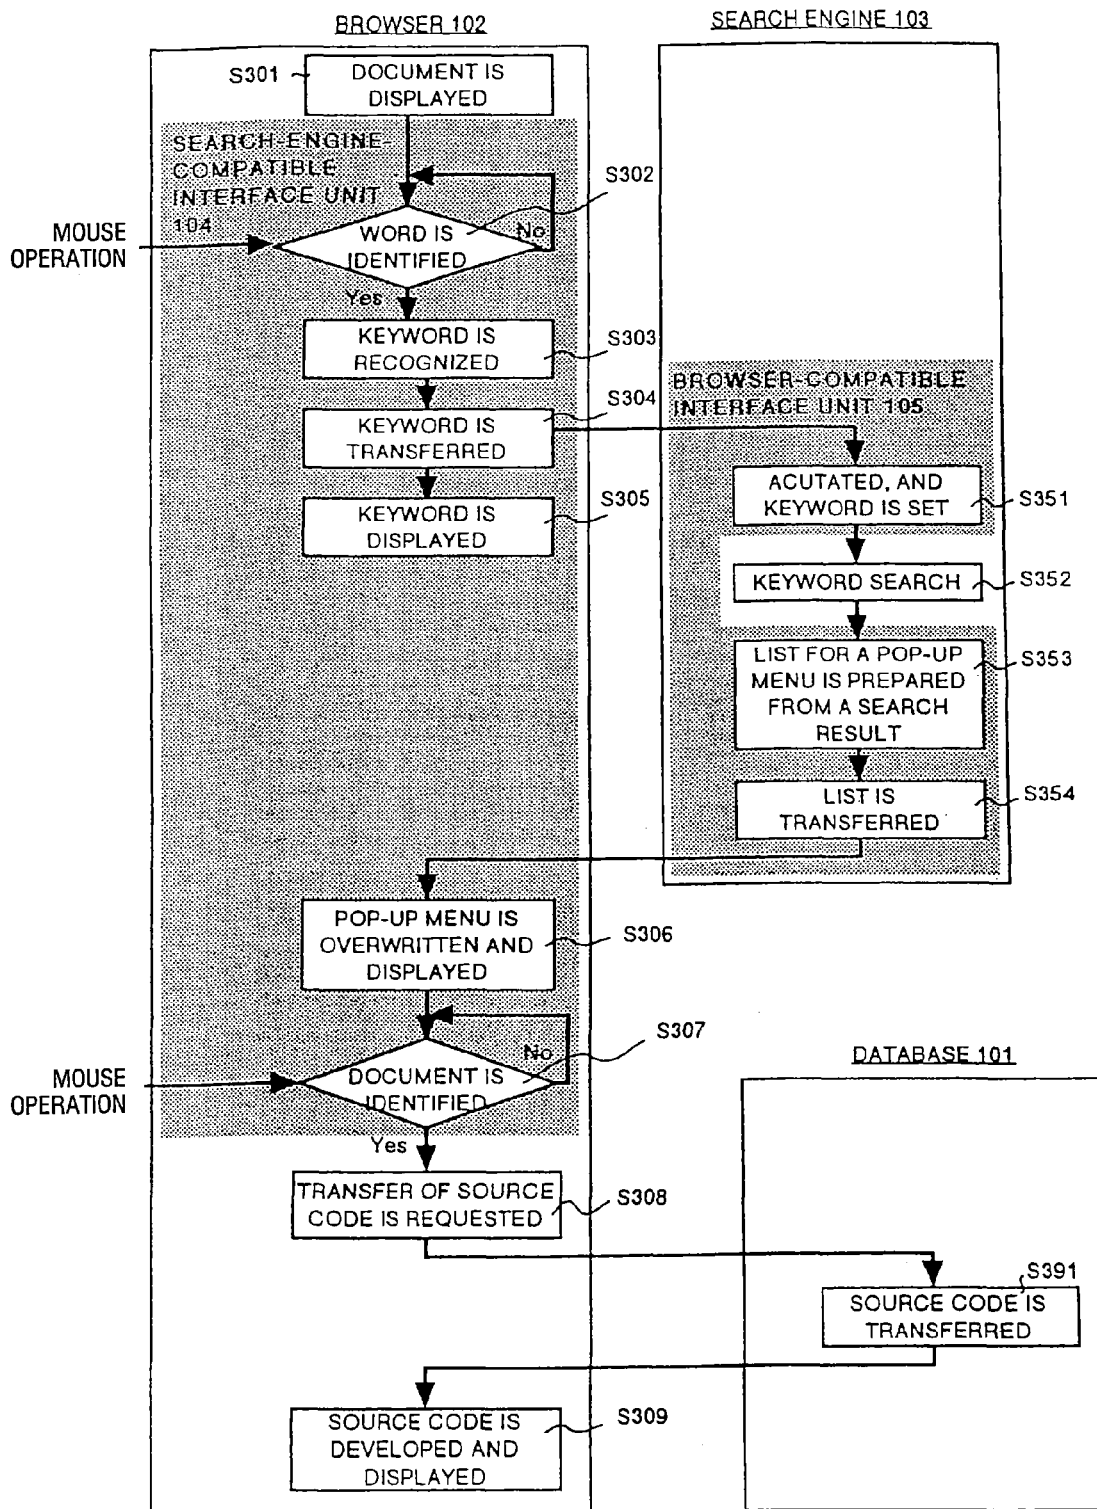 BROWSER 102
SEARCH ENGINE 103
S301
DOCUMENT IS
DISPLAYED
SEARCH-ENGINE-
COMPATIBLE
INTERFACE UNIT
104
S302
MOUSE
OPERATION
WORD IS
IDENTIFIED
No
Yes
KEYWORD IS
RECOGNIZED
S303
BROWSER-COMPATIBLE
INTERFACE UNIT 105
KEYWORD IS
TRANSFERRED
S304
ACUTATED, AND
KEYWORD IS SET
S351
KEYWORD IS
DISPLAYED
S305
KEYWORD SEARCH
S352
LIST FOR A POP-UP
MENU IS PREPARED
FROM A SEARCH
RESULT
S353
LIST IS
TRANSFERRED
S354
POP-UP MENU IS
OVERWRITTEN AND
DISPLAYED
S306
S307
No
MOUSE
OPERATION
DOCUMENT IS
IDENTIFIED
Yes
DATABASE 101
TRANSFER OF SOURCE
CODE IS REQUESTED
S308
S391
SOURCE CODE IS
TRANSFERRED
SOURCE CODE IS
DEVELOPED AND
DISPLAYED
S309